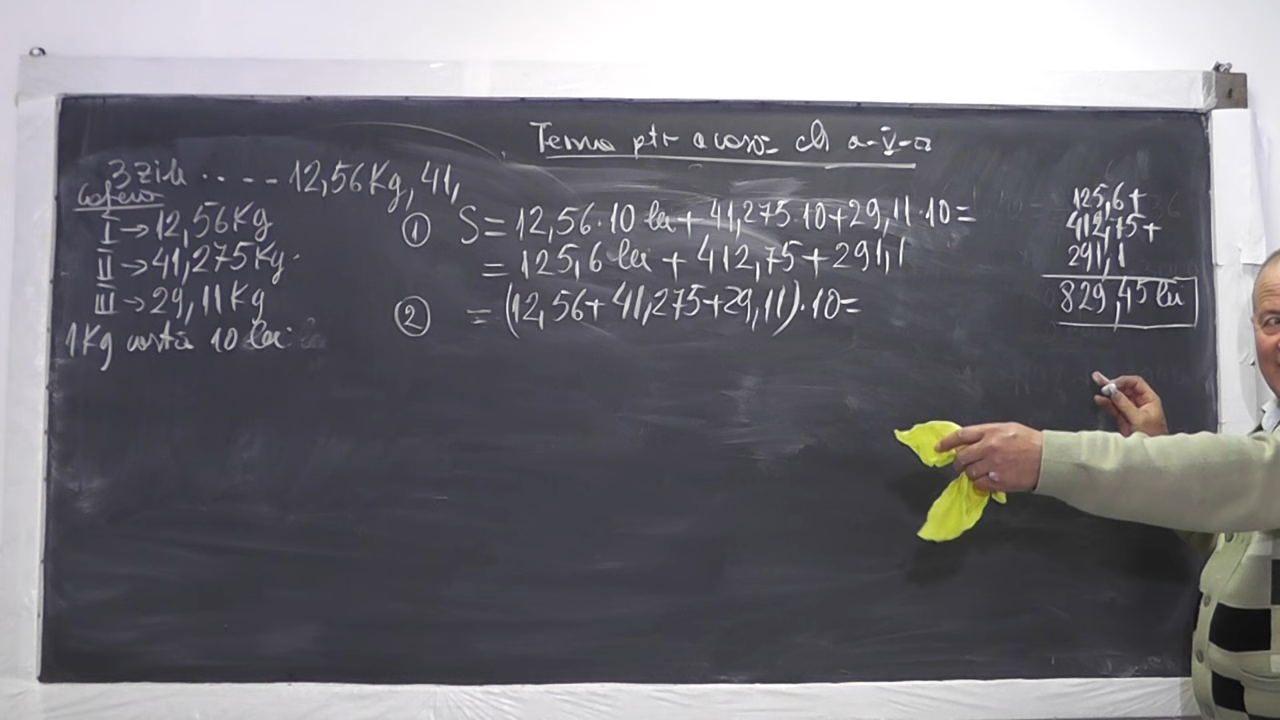 Tema ptr acasă cls a-V-a
3 zile .... 12,56 Kg, 41,
Cafeea
I → 12,56 Kg
II → 41,275 Kg.
III → 29,11 Kg
1 Kg costă 10 lei
① S = 12,56 · 10 lei + 41,275 · 10 + 29,11 · 10 =
= 125,6 lei + 412,75 + 291,1
② = (12,56 + 41,275 + 29,11) · 10 =
125,6 +
412,75 +
291,1
829,45 lei